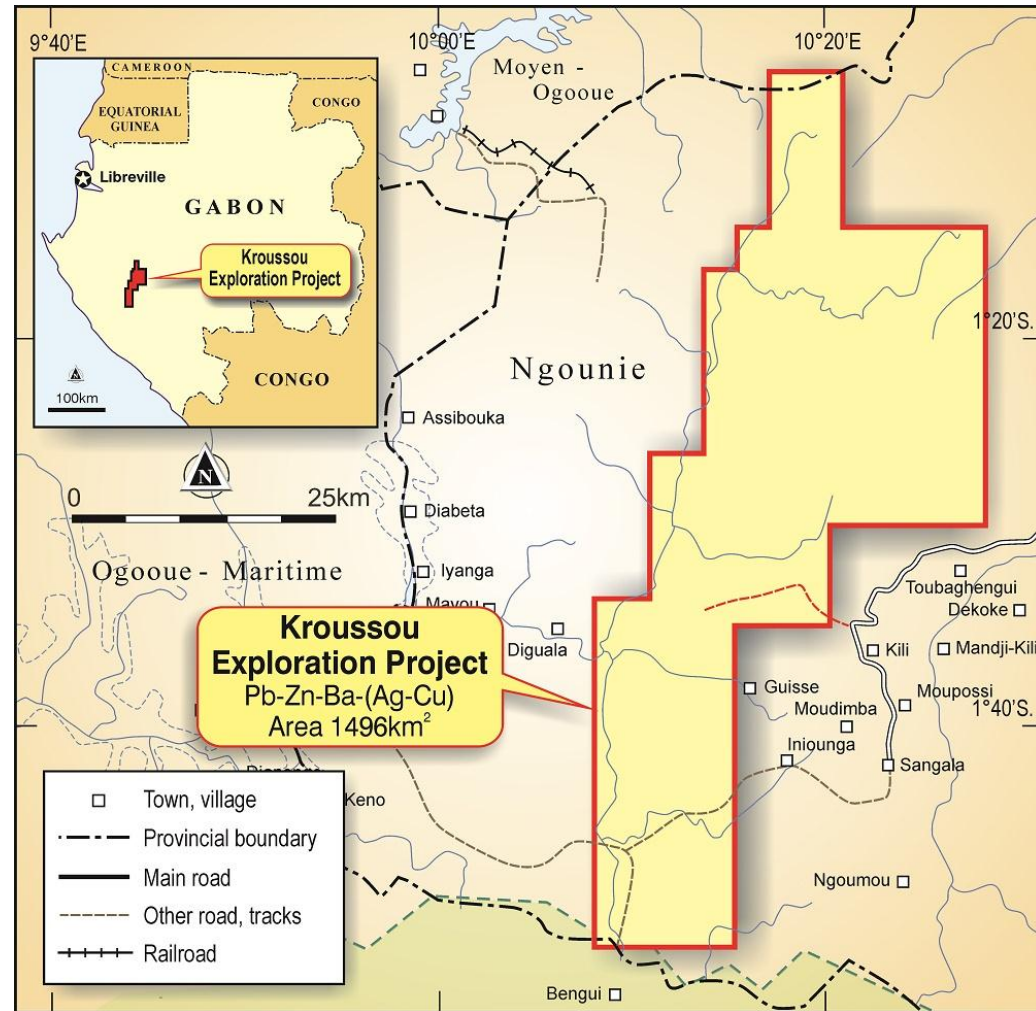 9°40'E
10°00'E
10°20'E
CAMEROON
EQUATORIAL
GUINEA
CONGO
Libreville
GABON
Kroussou
Exploration Project
CONGO
N
100km
Moyen -
Ogooue
1°20'S.
Ngounie
Assibouka
N
0 25km
Diabeta
Ogooue - Maritime
Iyanga
Mayou
Diguala
Toubaghengui
Dekoke
Kili
Mandji-Kili
Kroussou
Exploration Project
Pb-Zn-Ba-(Ag-Cu)
Area 1496km²
Guisse
Moupossi
Moudimba
1°40'S.
Iniounga
Sangala
Keno
Ngoumou
Bengui
Town, village
Provincial boundary
Main road
Other road, tracks
Railroad